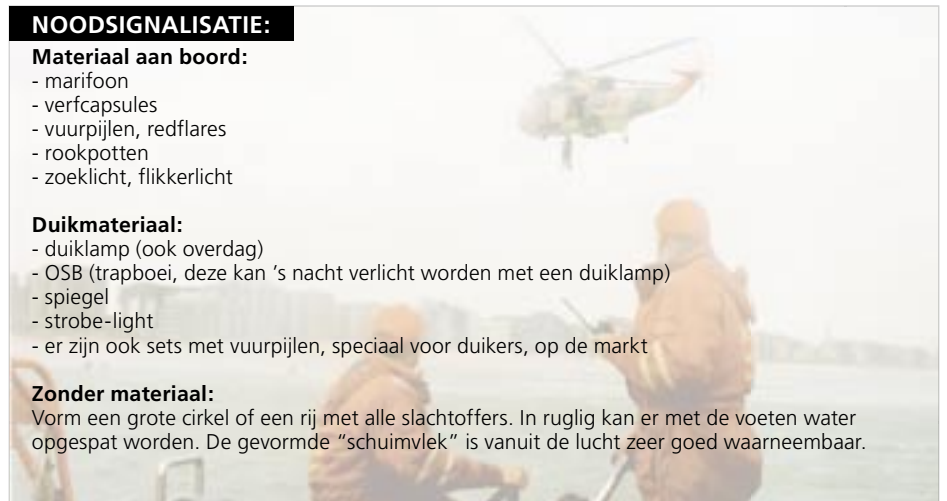 NOODSIGNALISATIE:
Materiaal aan boord:
- marifoon
- verfcapsules
- vuurpijlen, redflares
- rookpotten
- zoeklicht, flikkerlicht
Duikmateriaal:
- duiklamp (ook overdag)
- OSB (trapboei, deze kan ’s nacht verlicht worden met een duiklamp)
- spiegel
- strobe-light
- er zijn ook sets met vuurpijlen, speciaal voor duikers, op de markt
Zonder materiaal:
Vorm een grote cirkel of een rij met alle slachtoffers. In ruglig kan er met de voeten water
opgespat worden. De gevormde “schuimvlek” is vanuit de lucht zeer goed waarneembaar.